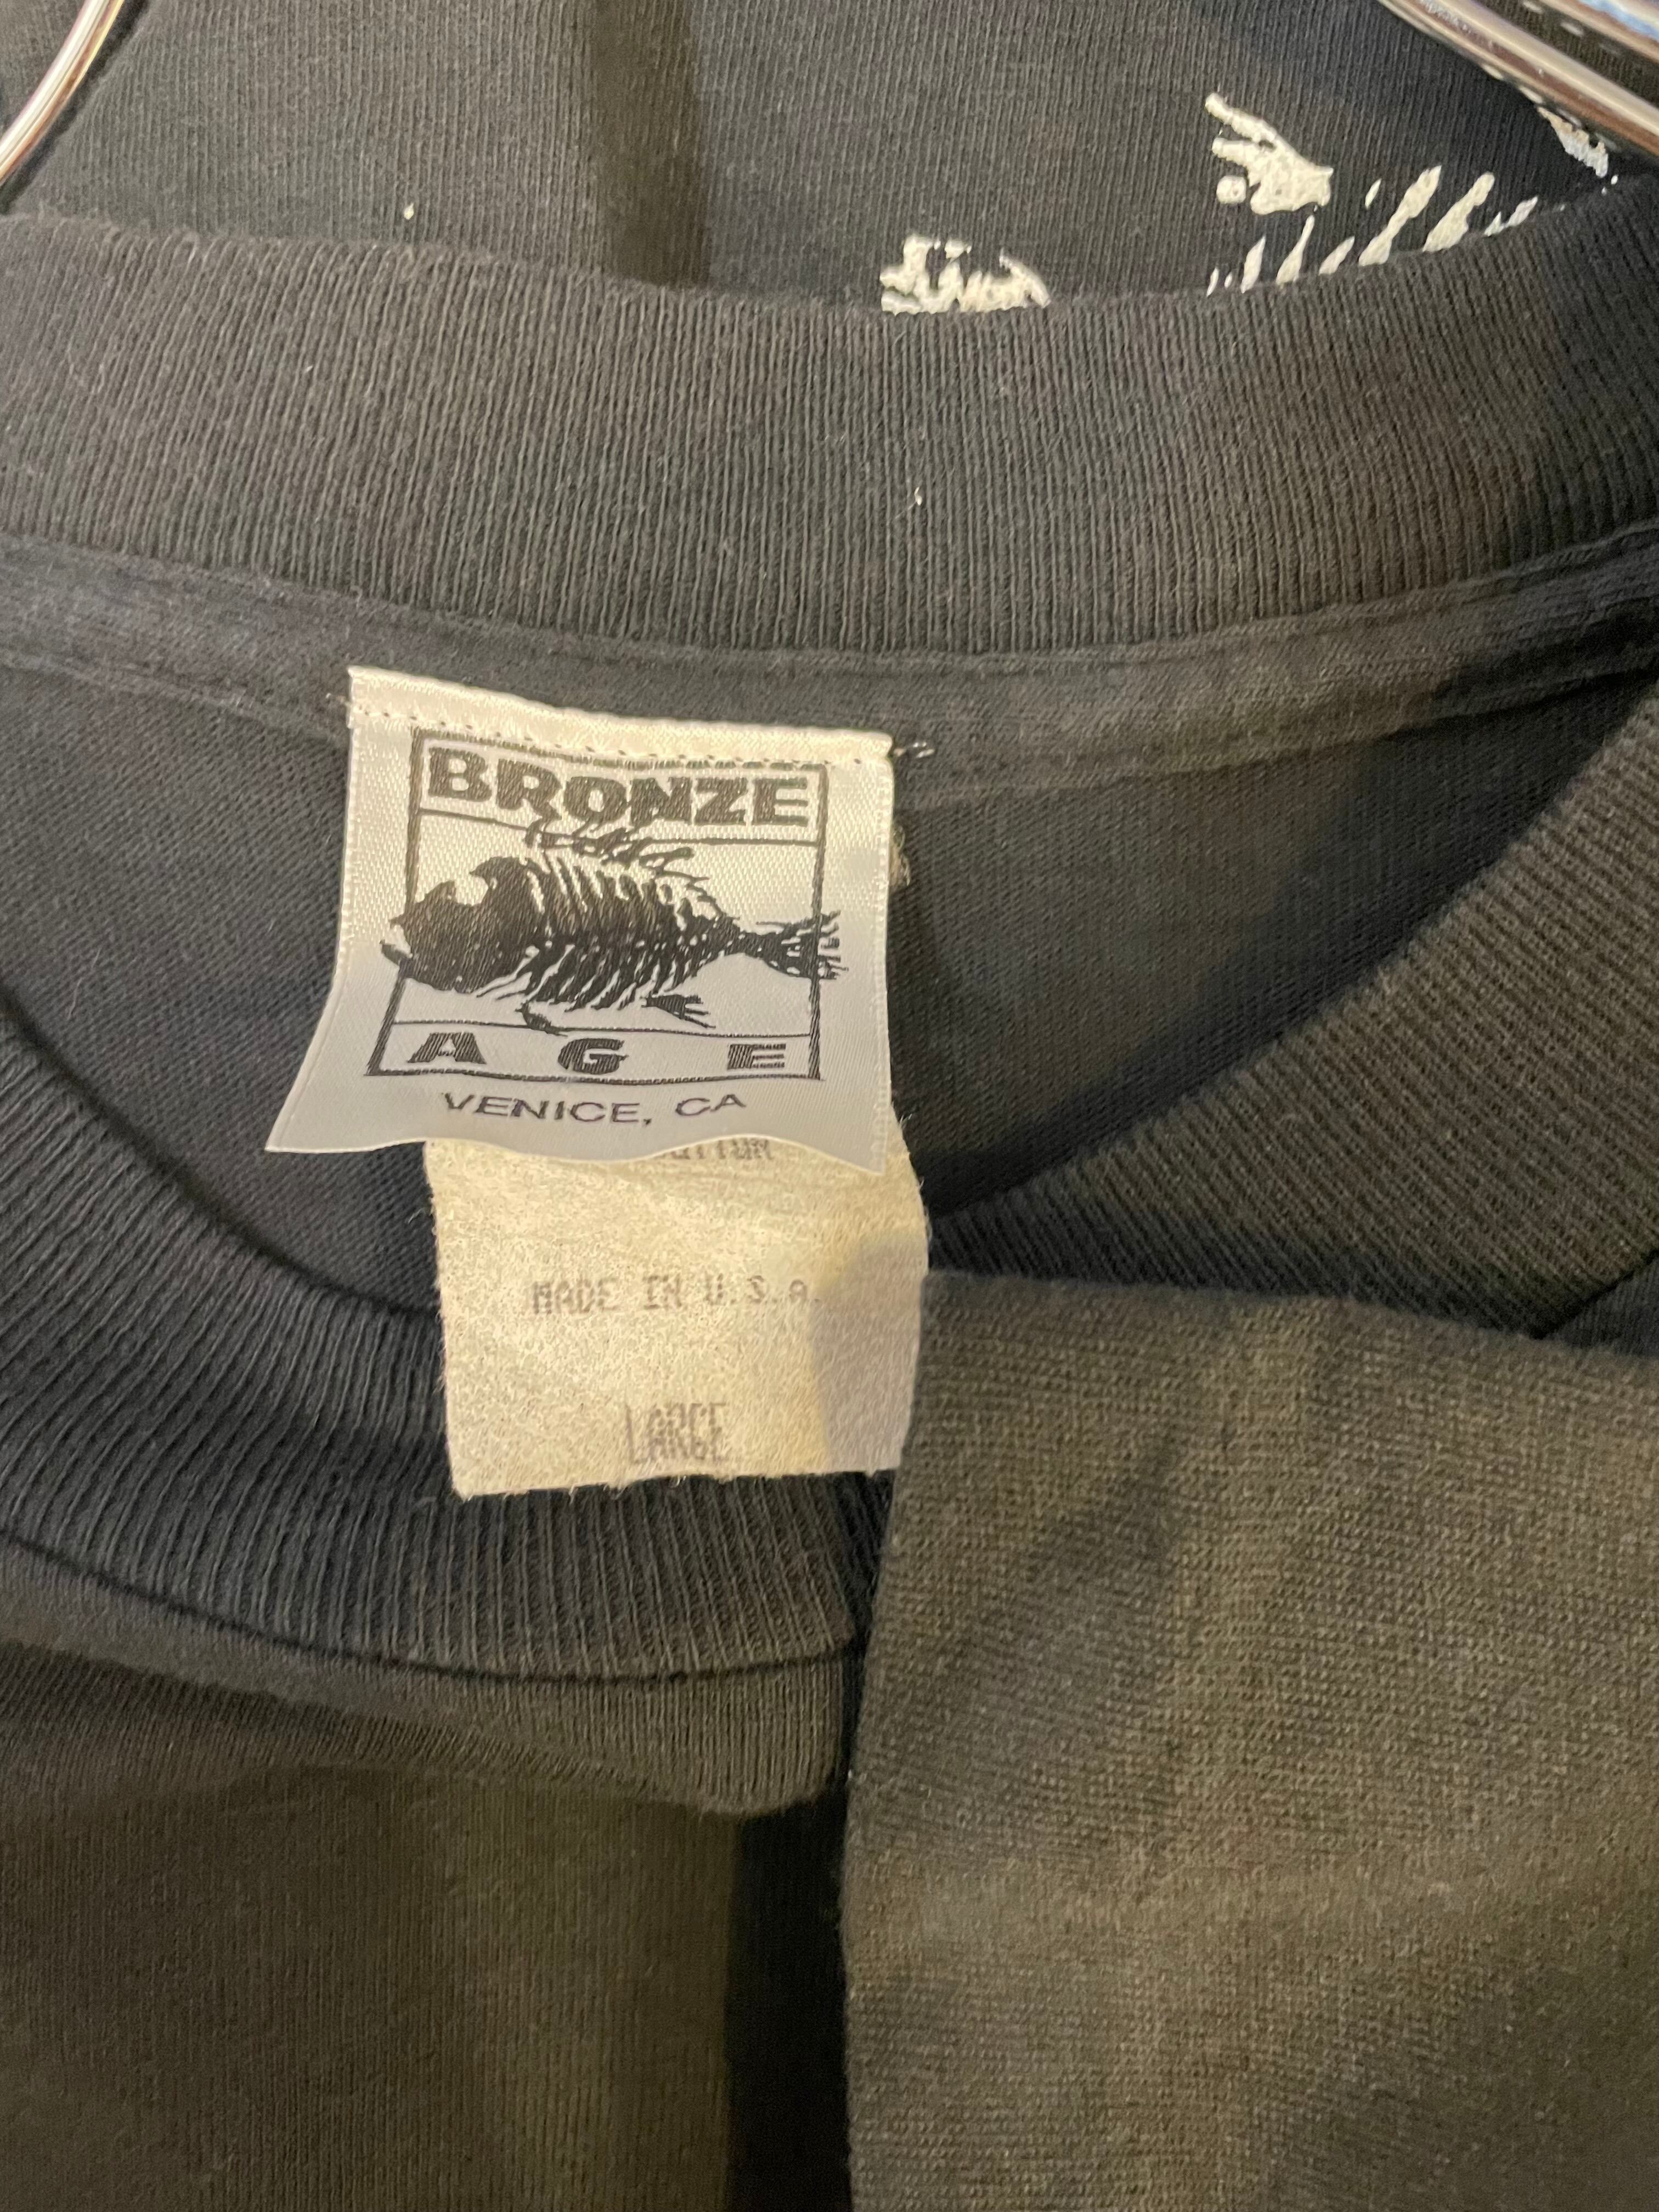 BRONZE
AGE
VENICE, CA
MADE IN U.S.A.
LARGE